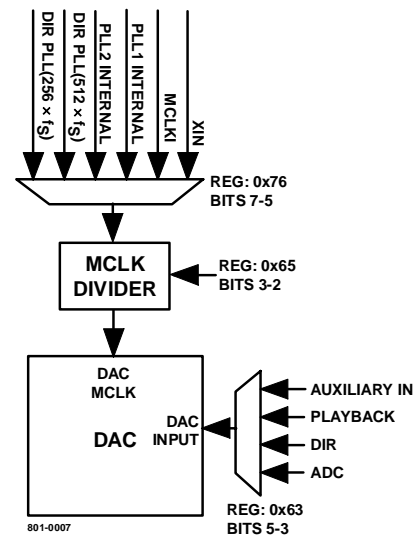 DIR PLL(256 × fS)
DIR PLL(512 × fS)
PLL2 INTERNAL
PLL1 INTERNAL
MCLKI
XIN
REG: 0x76
BITS 7-5
MCLK
DIVIDER
REG: 0x65
BITS 3-2
DAC
MCLK
DAC
DAC
INPUT
AUXILIARY IN
PLAYBACK
DIR
ADC
REG: 0x63
BITS 5-3
801-0007